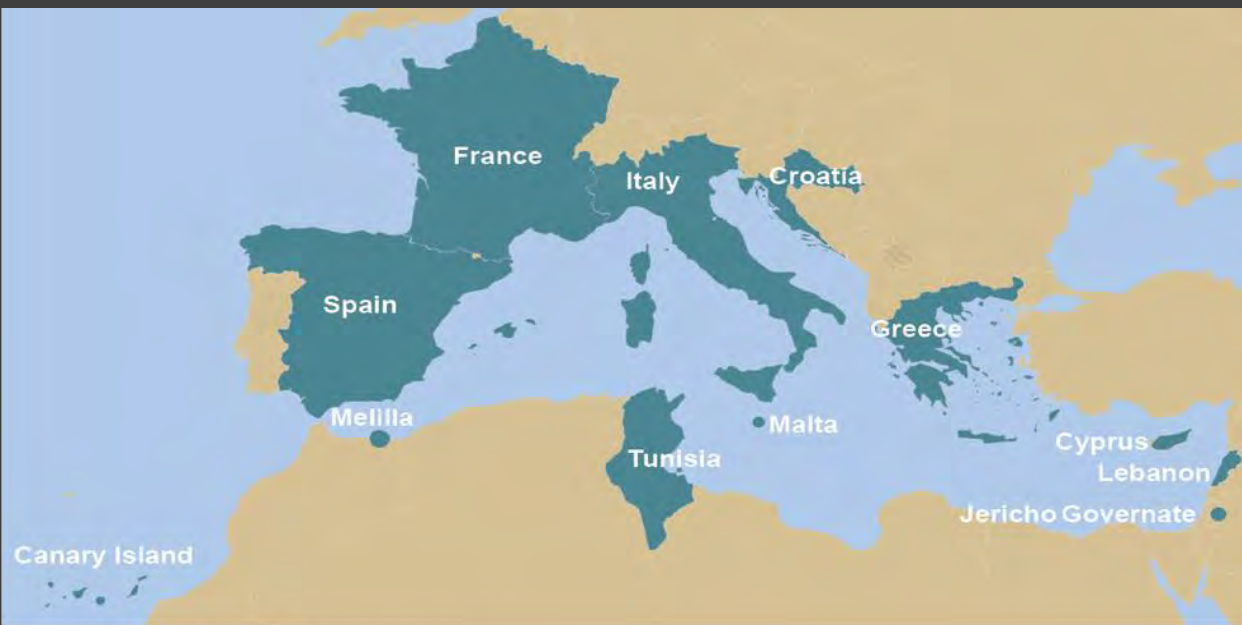 France
Italy
Croatia
Spain
Greece
Melilla
Malta
Cyprus
Tunisia
Lebanon
Jericho Governate
Canary Island